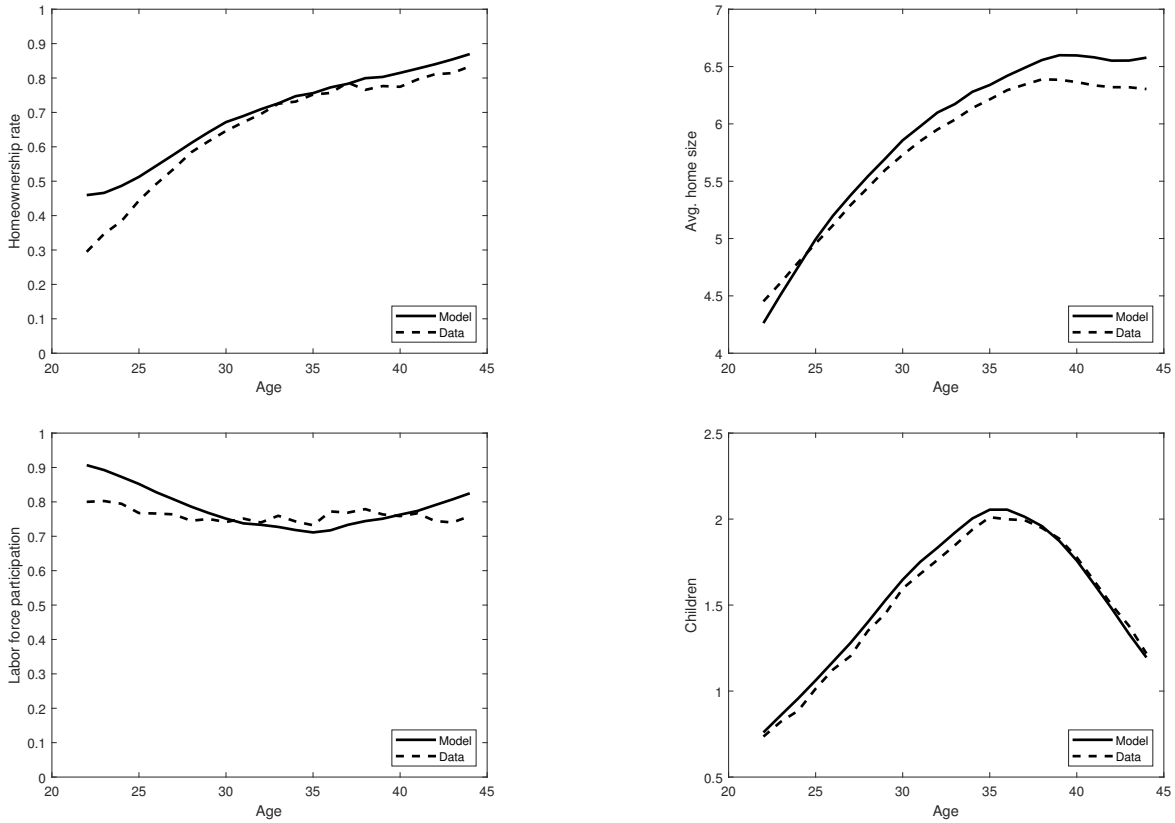 1
0.9
0.8
0.7
0.6
0.5
0.4
0.3
0.2
0.1
0
Homeownership rate
Model
Data
20 25 30 35 40 45
Age
7
6.5
6
5.5
5
4.5
4
Avg. home size
Model
Data
20 25 30 35 40 45
Age
1
0.9
0.8
0.7
0.6
0.5
0.4
0.3
0.2
0.1
0
Labor force participation
Model
Data
20 25 30 35 40 45
Age
2.5
2
1.5
1
0.5
Children
Model
Data
20 25 30 35 40 45
Age